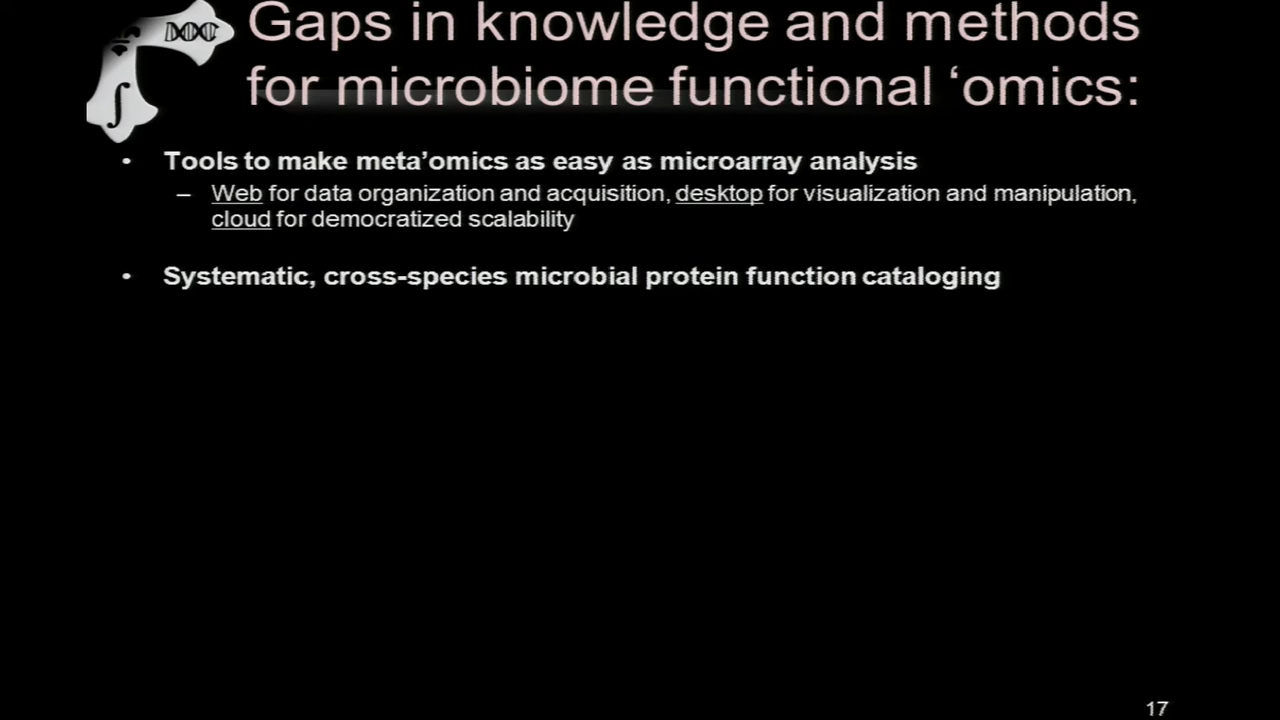 Gaps in knowledge and methods
for microbiome functional ‘omics:
• Tools to make meta’omics as easy as microarray analysis
– Web for data organization and acquisition, desktop for visualization and manipulation,
cloud for democratized scalability
• Systematic, cross-species microbial protein function cataloging
17